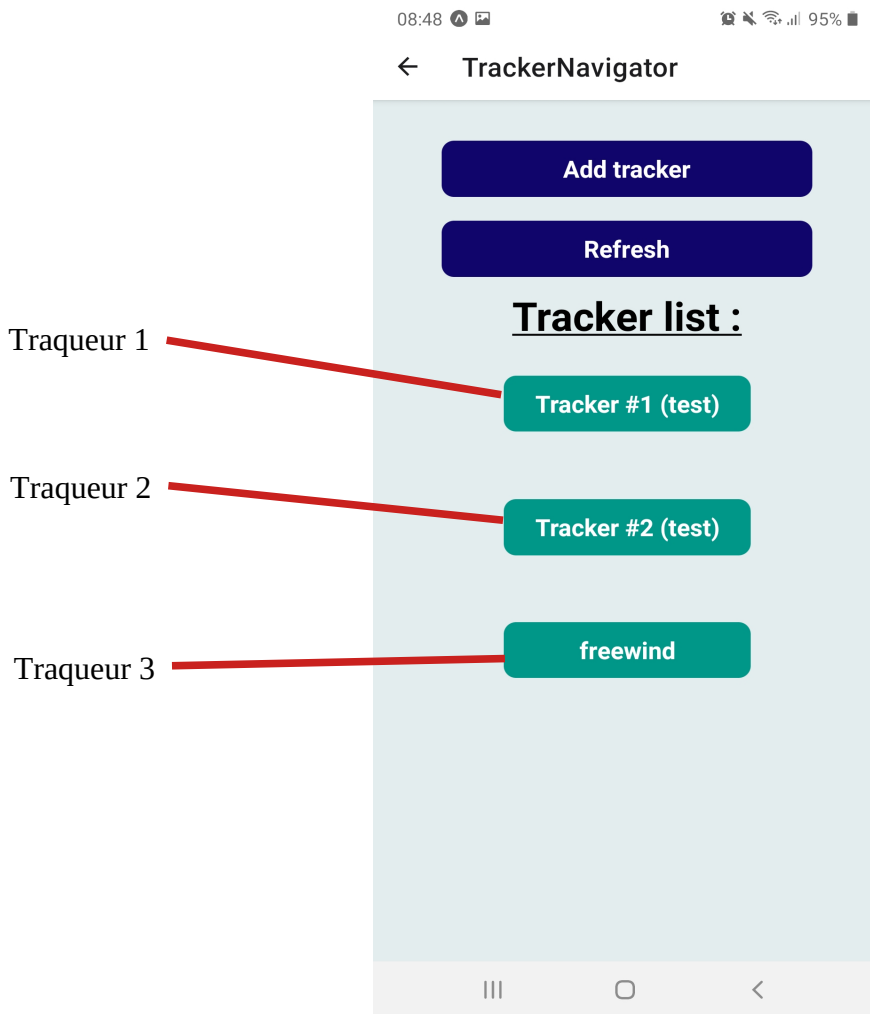 08:48 95%
TrackerNavigator
Add tracker
Refresh
Tracker list :
Traqueur 1
Tracker #1 (test)
Traqueur 2
Tracker #2 (test)
Traqueur 3
freewind